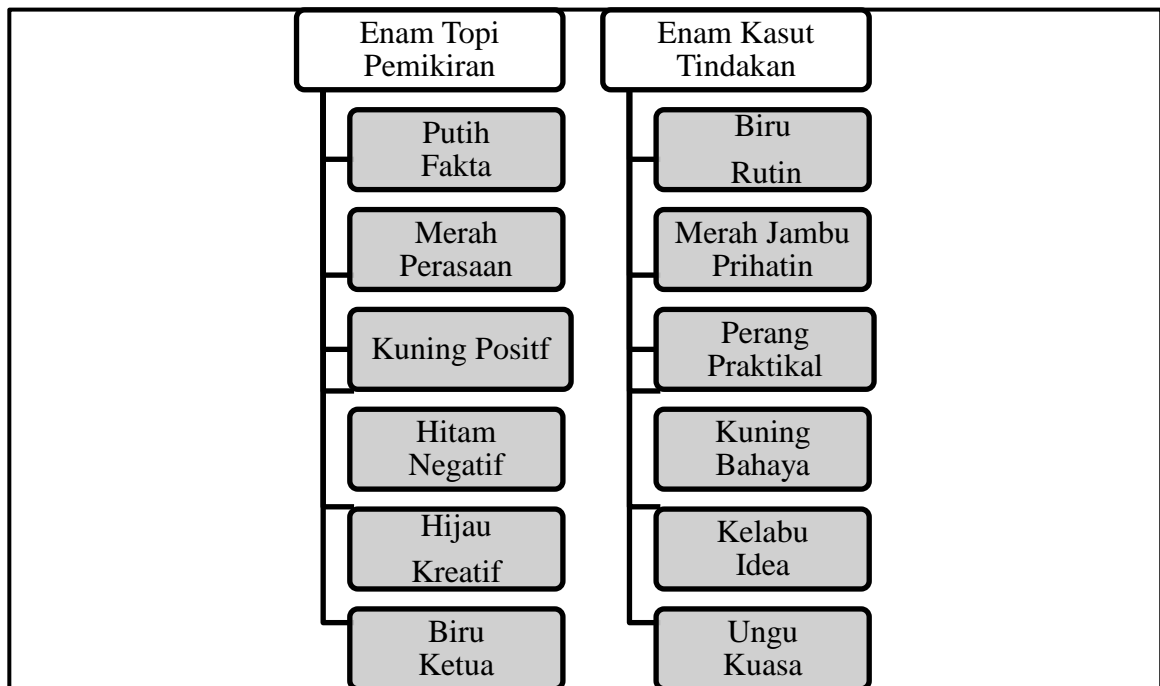 Enam Topi
Pemikiran
Putih
Fakta
Merah
Perasaan
Kuning Positf
Hitam
Negatif
Hijau
Kreatif
Biru
Ketua
Enam Kasut
Tindakan
Biru
Rutin
Merah Jambu
Prihatin
Perang
Praktikal
Kuning
Bahaya
Kelabu
Idea
Ungu
Kuasa